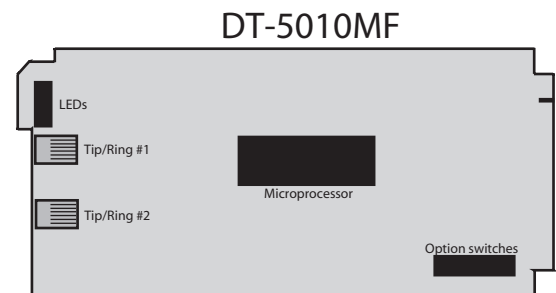 DT-5010MF
LEDs
Tip/Ring #1
Microprocessor
Tip/Ring #2
Option switches